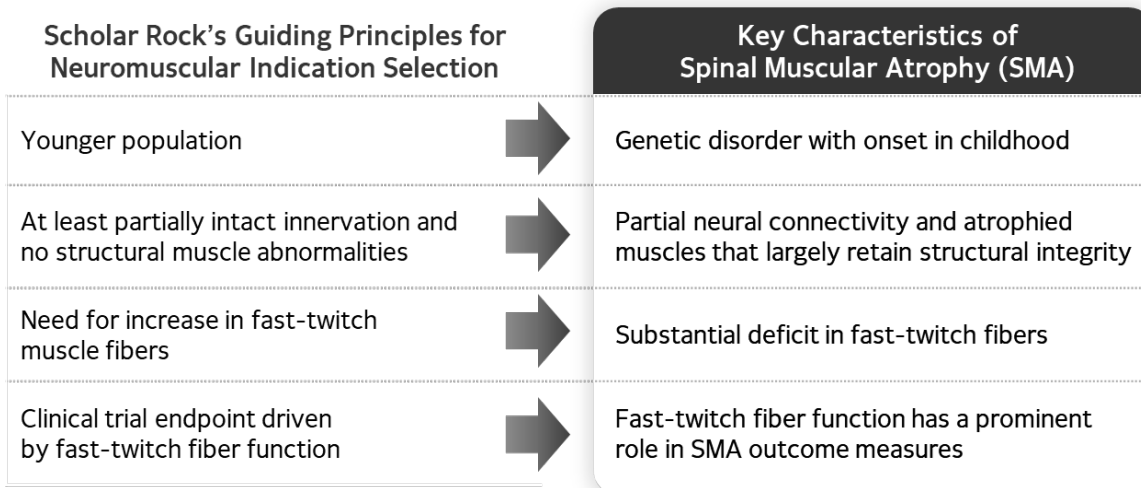 Scholar Rock's Guiding Principles for
Neuromuscular Indication Selection
Key Characteristics of
Spinal Muscular Atrophy (SMA)
Younger population
Genetic disorder with onset in childhood
At least partially intact innervation and
no structural muscle abnormalities
Partial neural connectivity and atrophied
muscles that largely retain structural integrity
Need for increase in fast-twitch
muscle fibers
Substantial deficit in fast-twitch fibers
Clinical trial endpoint driven
by fast-twitch fiber function
Fast-twitch fiber function has a prominent
role in SMA outcome measures